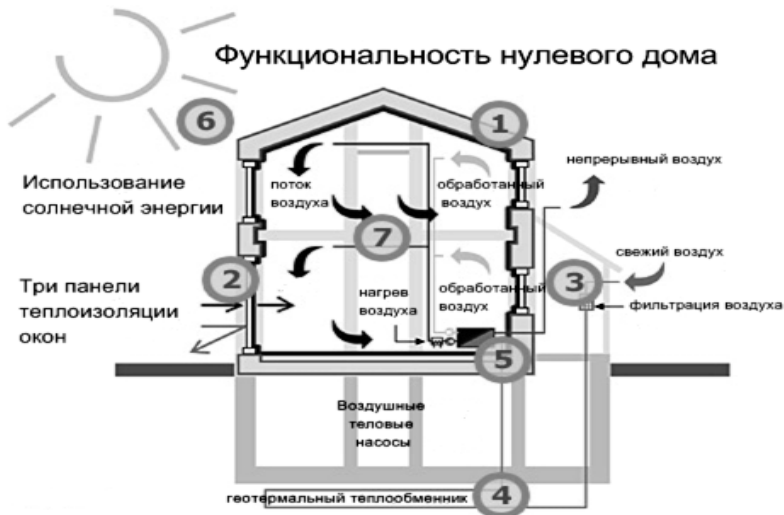 Функциональность нулевого дома
6
1
непрерывный воздух
Использование
солнечной энергии
поток
воздуха
обработанный
воздух
7
свежий воздух
2
3
Три панели
теплоизоляции
окон
нагрев
воздуха
обработанный
воздух
фильтрация воздуха
5
Воздушные
теловые
насосы
геотермальный теплообменник
4